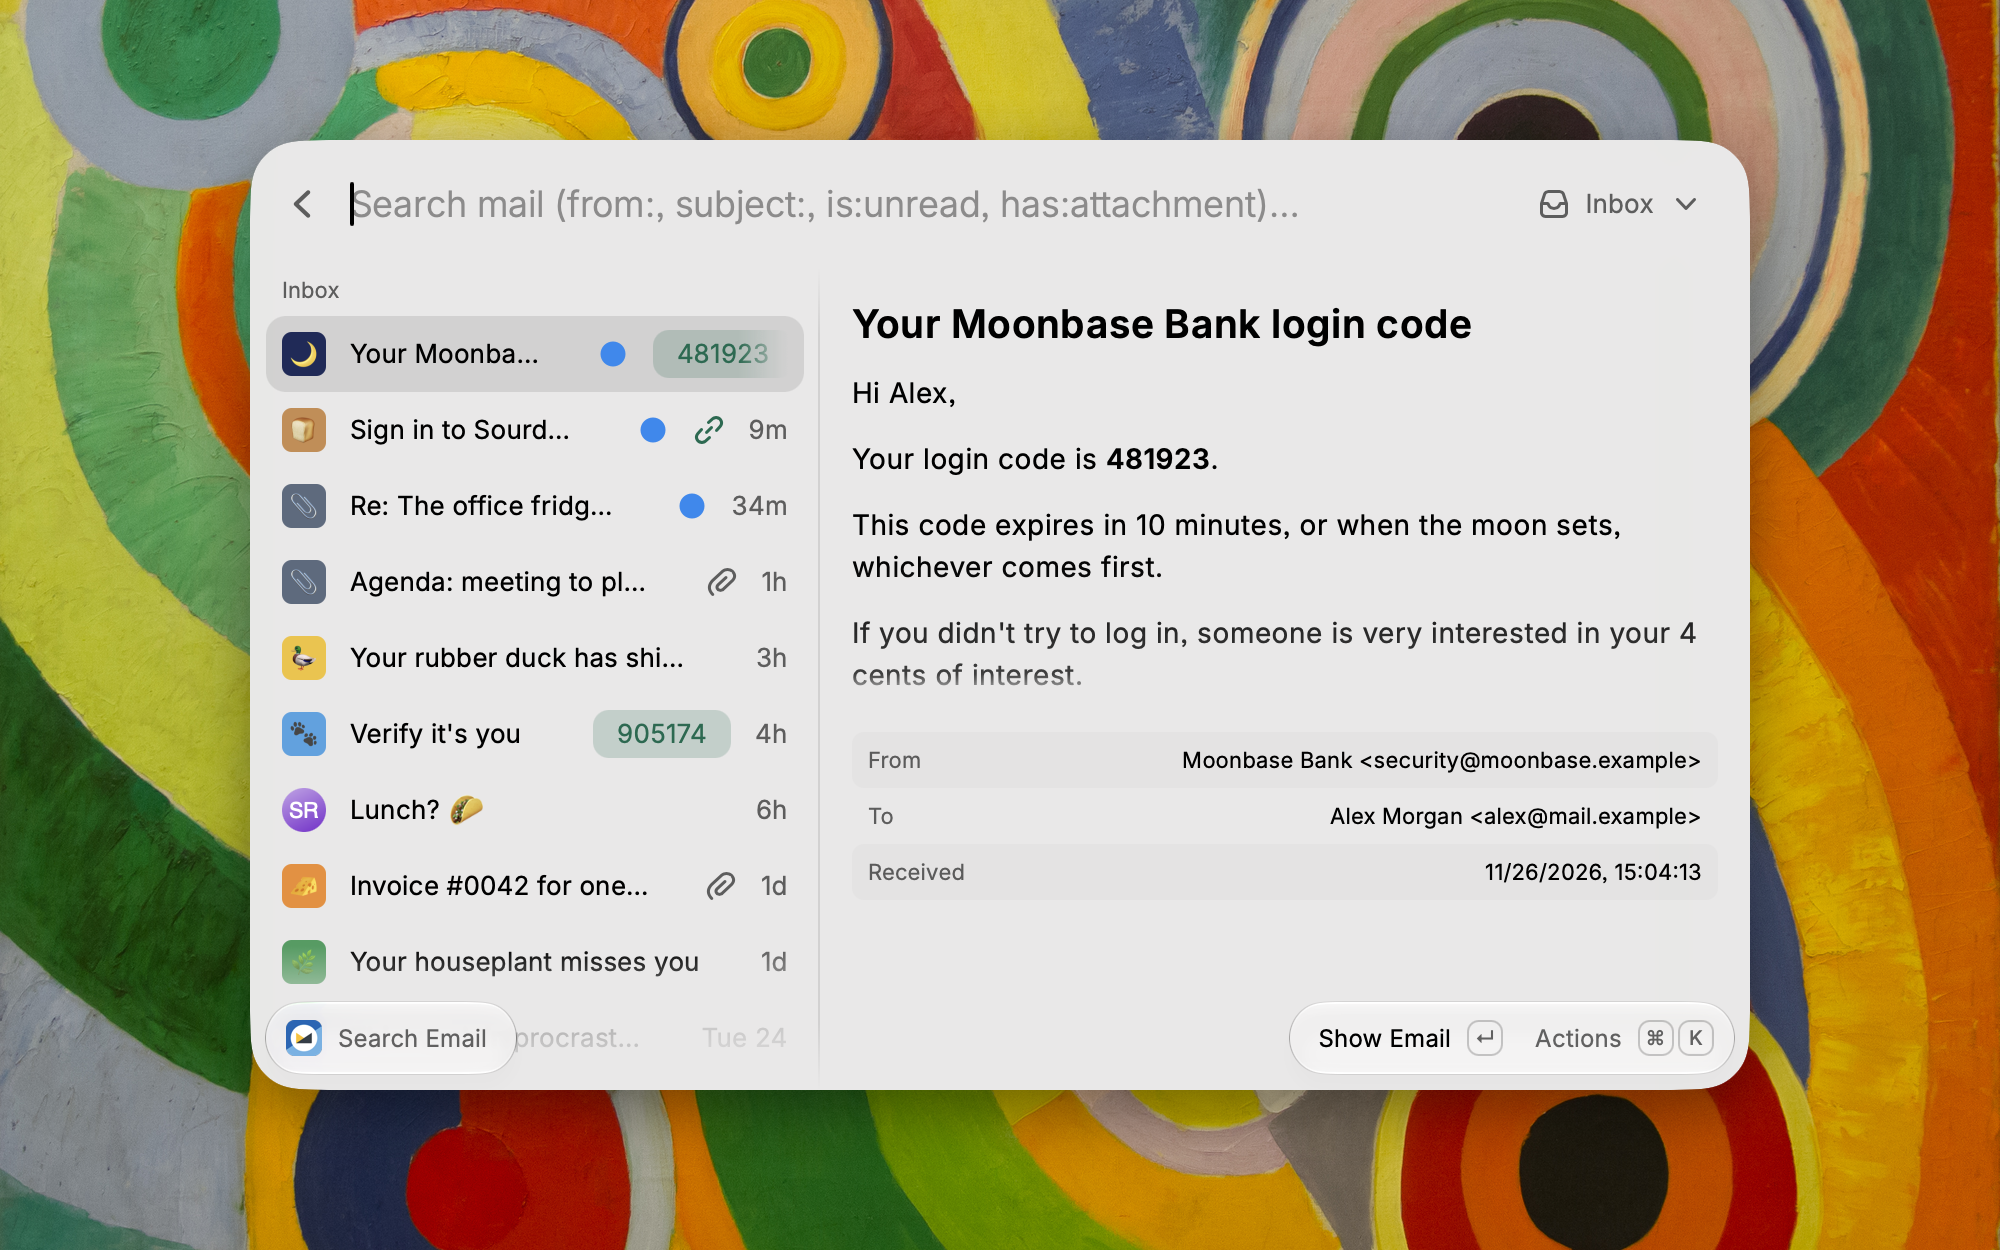 Search mail (from:, subject:, is:unread, has:attachment)...
Inbox
Inbox
Your Moonba...
481923
Sign in to Sourd...
9m
Re: The office fridg...
34m
Agenda: meeting to pl...
1h
Your rubber duck has shi...
3h
Verify it's you
905174
4h
SR
Lunch?
6h
Invoice #0042 for one...
1d
Your houseplant misses you
1d
procrast...
Tue 24
Search Email
Your Moonbase Bank login code
Hi Alex,
Your login code is 481923.
This code expires in 10 minutes, or when the moon sets,
whichever comes first.
If you didn't try to log in, someone is very interested in your 4
cents of interest.
From
Moonbase Bank <security@moonbase.example>
To
Alex Morgan <alex@mail.example>
Received
11/26/2026, 15:04:13
Show Email
Actions
⌘ K